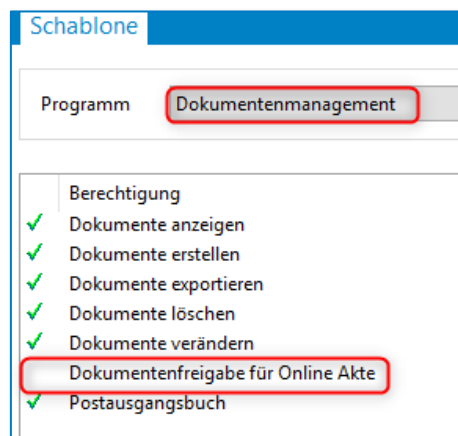 Schablone
Programm Dokumentenmanagement
Berechtigung
Dokumente anzeigen
Dokumente erstellen
Dokumente exportieren
Dokumente löschen
Dokumente verändern
Dokumentenfreigabe für Online Akte
Postausgangsbuch